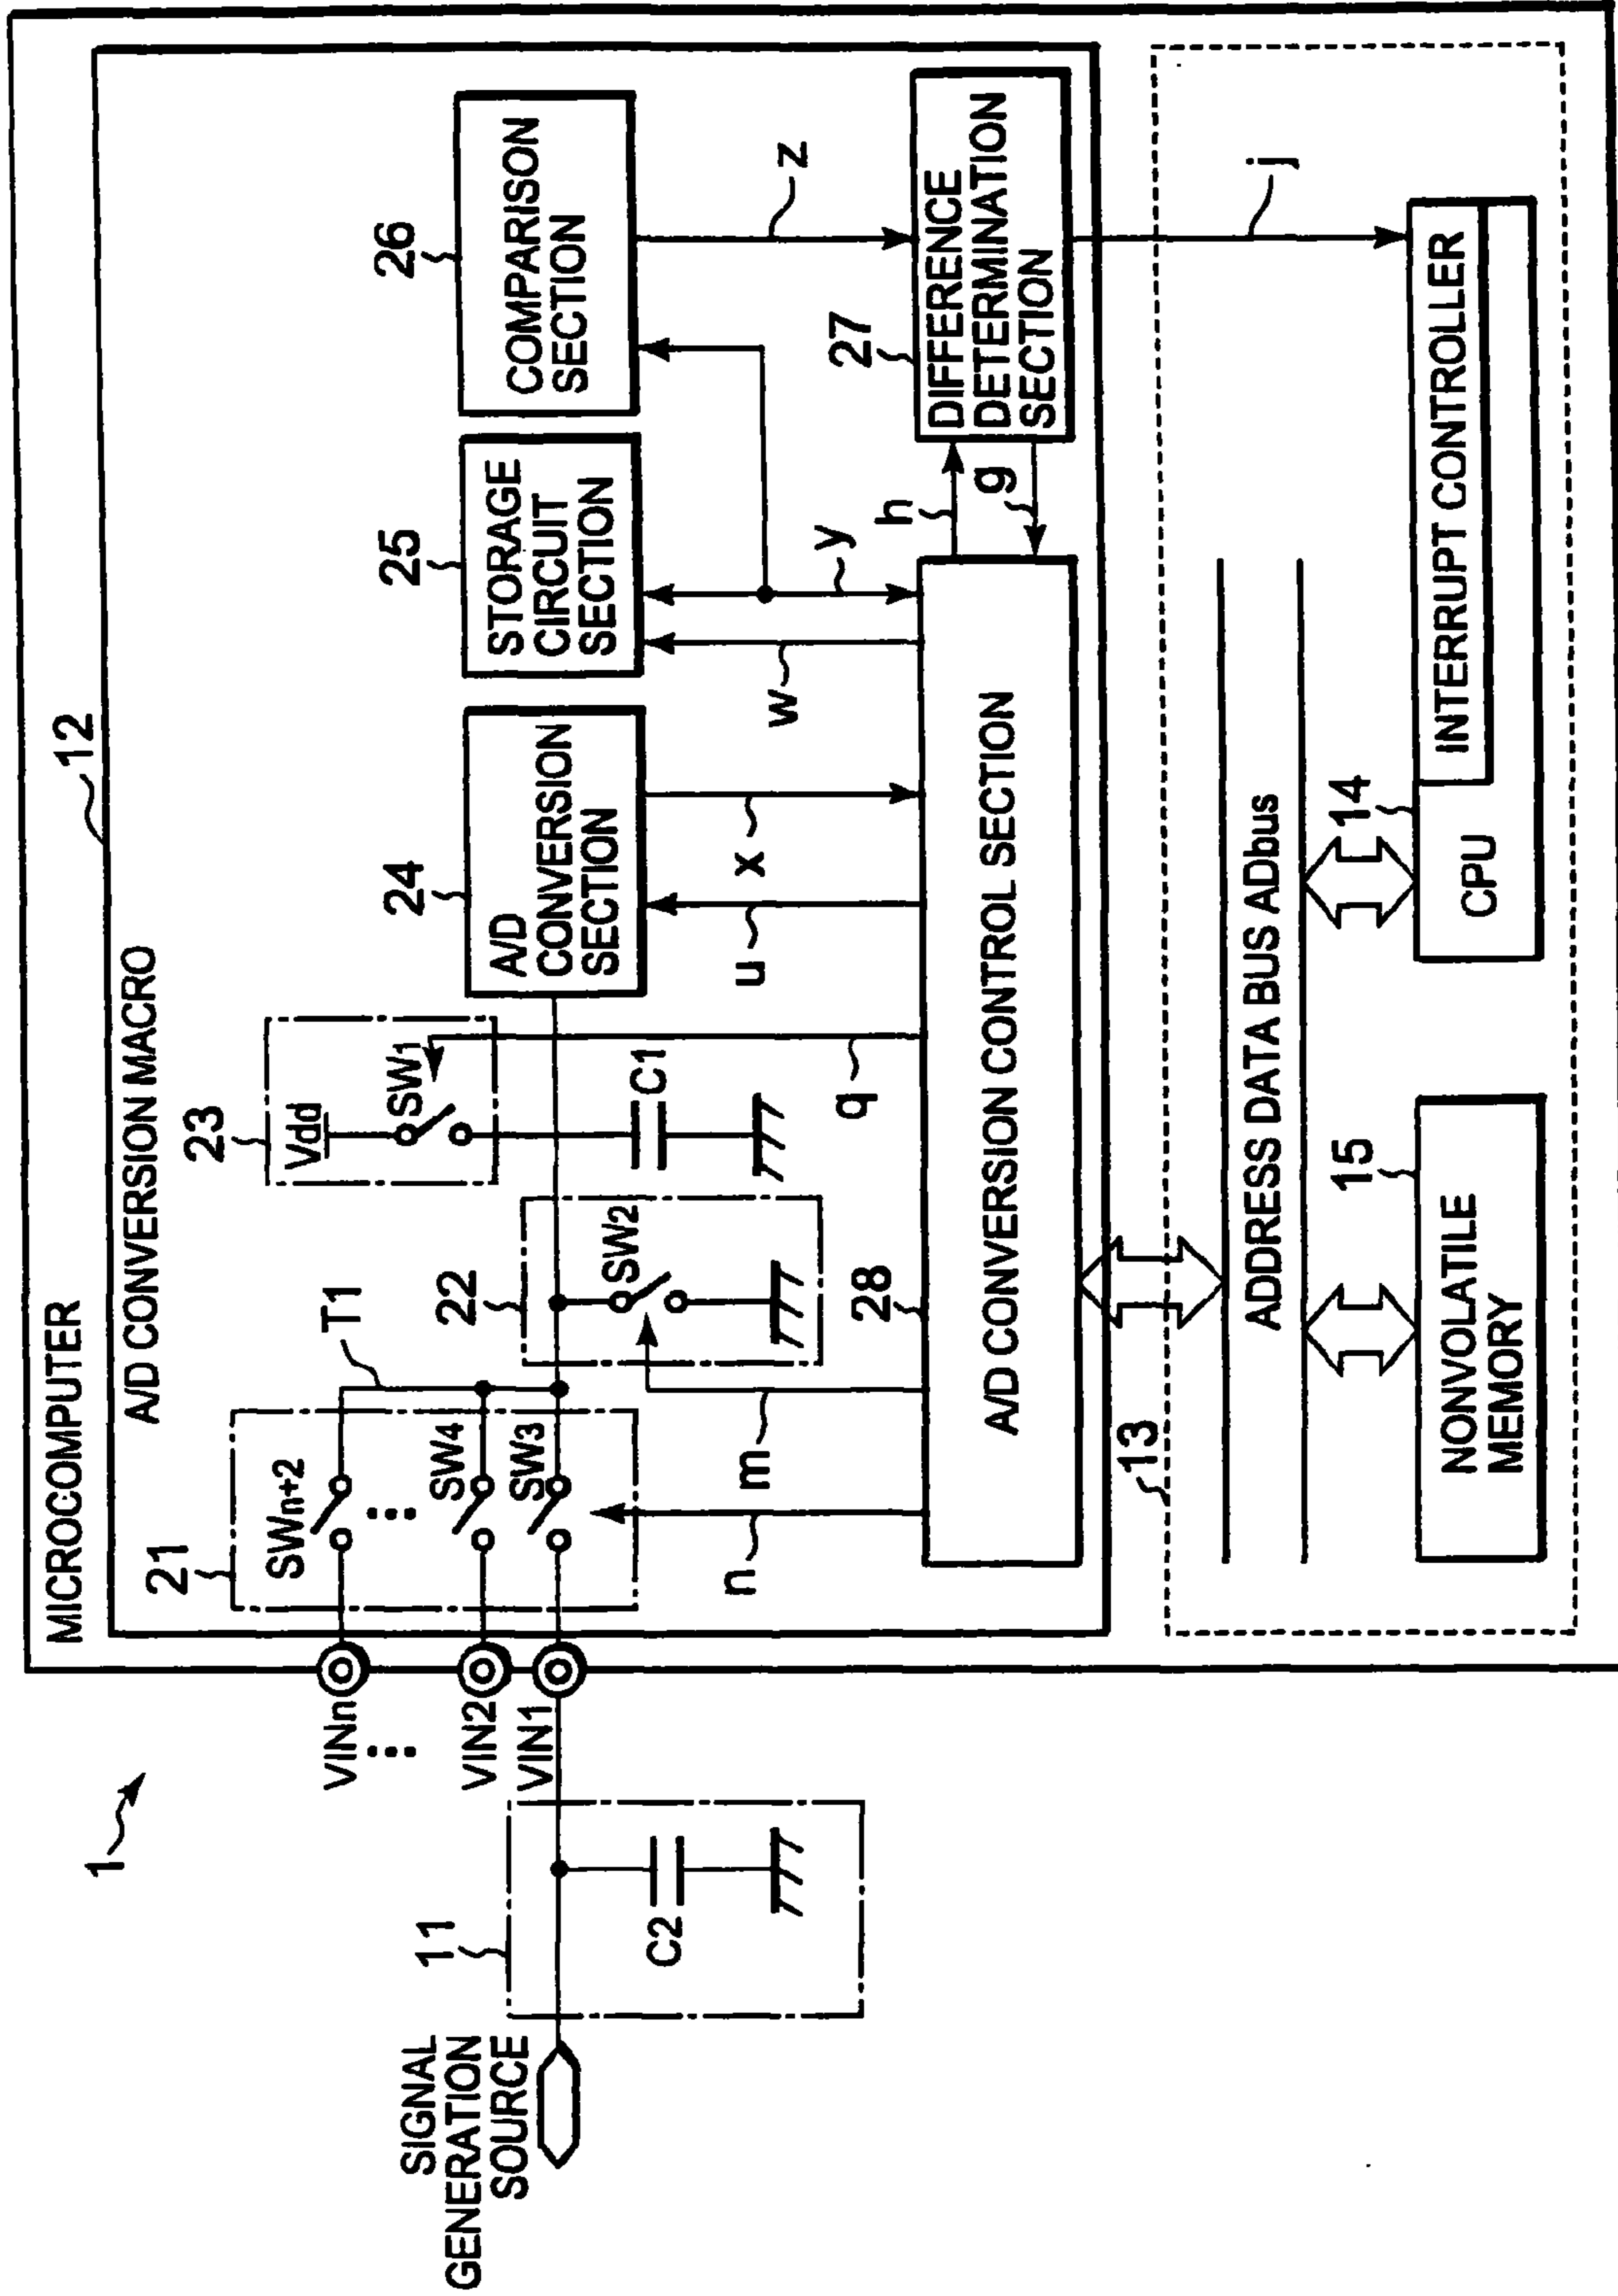 1
MICROCOMPUTER
12
A/D CONVERSION MACRO
21
SWn+2
SW4
SW3
T1
22
SW2
23
Vdd
SW1
C1
24
A/D
CONVERSION
SECTION
25
STORAGE
CIRCUIT
SECTION
26
COMPARISON
SECTION
VINn
VIN2
VIN1
SIGNAL
GENERATION
SOURCE
11
C2
n
m
q
u
x
w
y
z
h
g
27
DIFFERENCE
DETERMINATION
SECTION
28
A/D CONVERSION CONTROL SECTION
j
13
ADDRESS DATA BUS ADbus
15
NONVOLATILE
MEMORY
14
CPU
INTERRUPT CONTROLLER